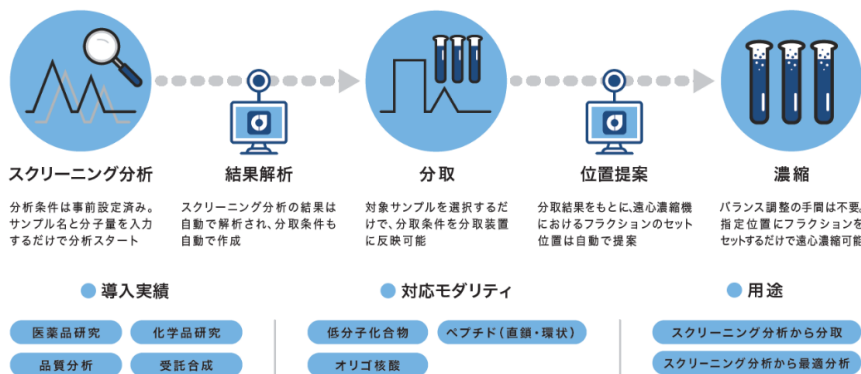 スクリーニング分析
結果解析
分取
位置提案
濃縮
分析条件は事前設定済み。
サンプル名と分子量を入力
するだけで分析スタート
スクリーニング分析の結果は
自動で解析され、分取条件も
自動で作成
対象サンプルを選択するだ
けで、分取条件を分取装置
に反映可能
分取結果をもとに、遠心濃縮機
におけるフラクションのセット
位置は自動で提案
バランス調整の手間は不要。
指定位置にフラクションを
セットするだけで遠心濃縮可能
導入実績
対応モダリティ
用途
医薬品研究
化学品研究
低分子化合物
ペプチド(直鎖・環状)
スクリーニング分析から分取
品質分析
受託合成
オリゴ核酸
スクリーニング分析から最適分析